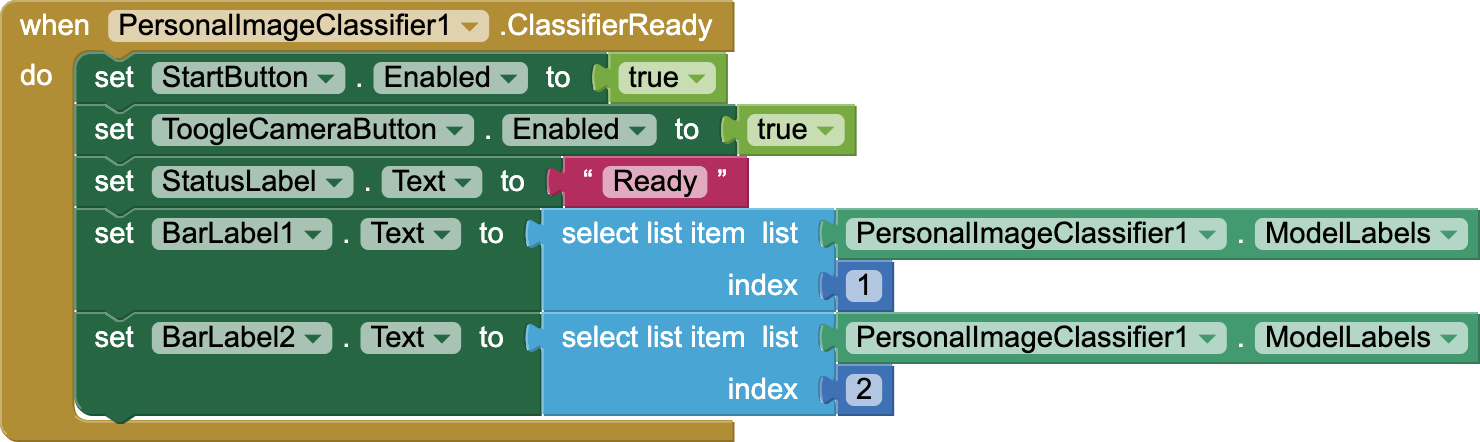 when PersonalImageClassifier1 .ClassifierReady
do set StartButton . Enabled to true
set ToogleCameraButton . Enabled to true
set StatusLabel . Text to “ Ready ”
set BarLabel1 . Text to select list item list PersonalImageClassifier1 . ModelLabels
index 1
set BarLabel2 . Text to select list item list PersonalImageClassifier1 . ModelLabels
index 2